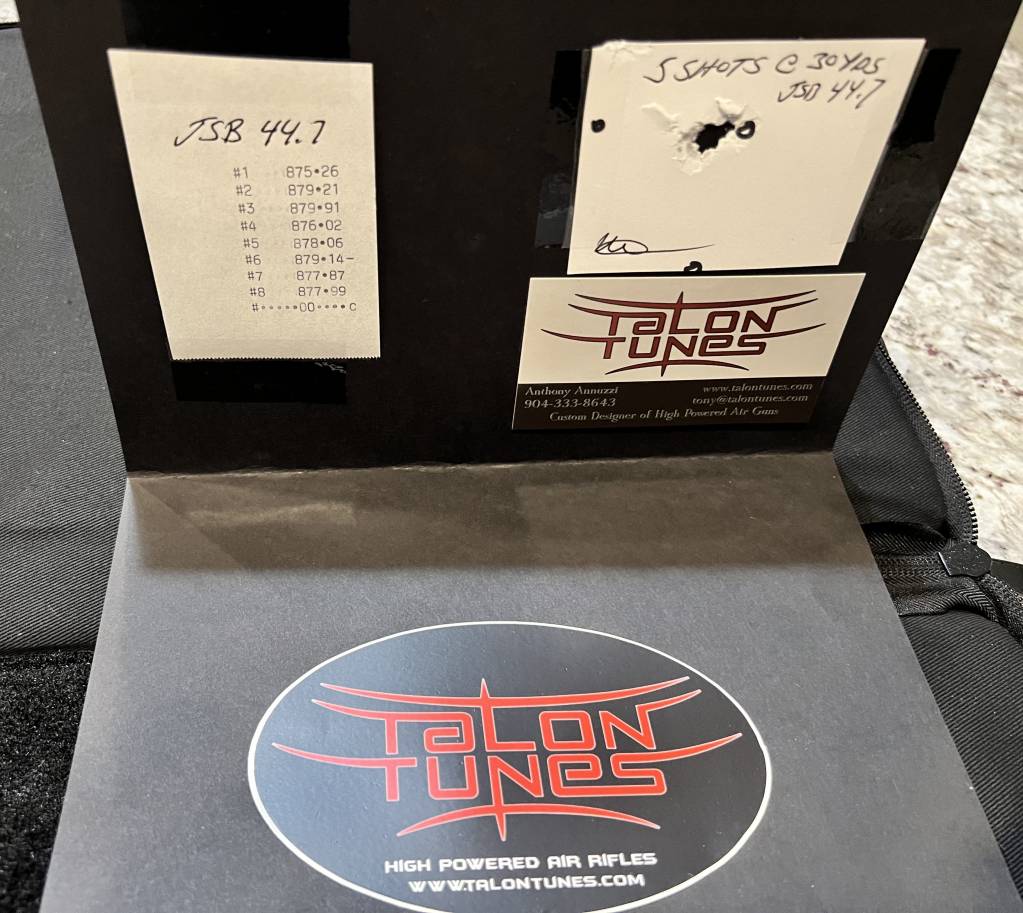 JSB 44.7
#1 875•26
#2 879•21
#3 879•91
#4 876•02
#5 878•06
#6 879•14-
#7 877•87
#8 877•99
#•••••00••••C
5 SHOTS @ 30YDS
JSB 44.7
TALON
TUNES
Anthony Annuzzi
904-333-8643
www.talontunes.com
tony@talontunes.com
Custom Designer of High Powered Air Guns
TALON
TUNES
HIGH POWERED AIR RIFLES
WWW.TALONTUNES.COM